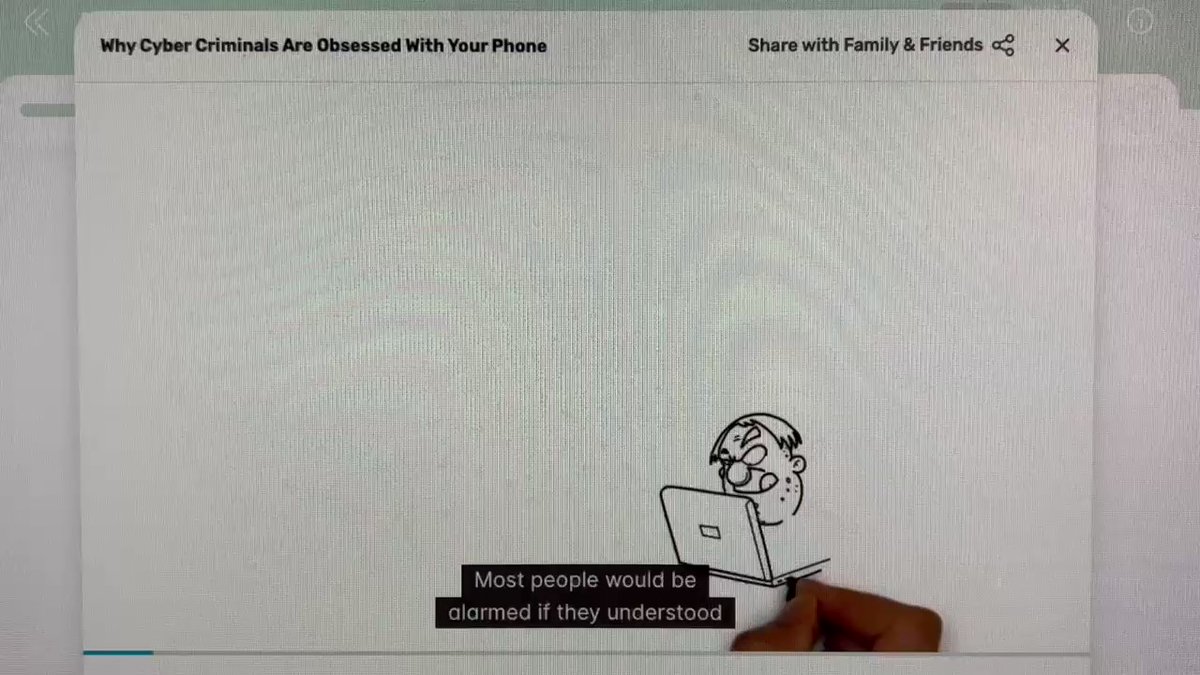 Why Cyber Criminals Are Obsessed With Your Phone
Share with Family & Friends
Most people would be
alarmed if they understood